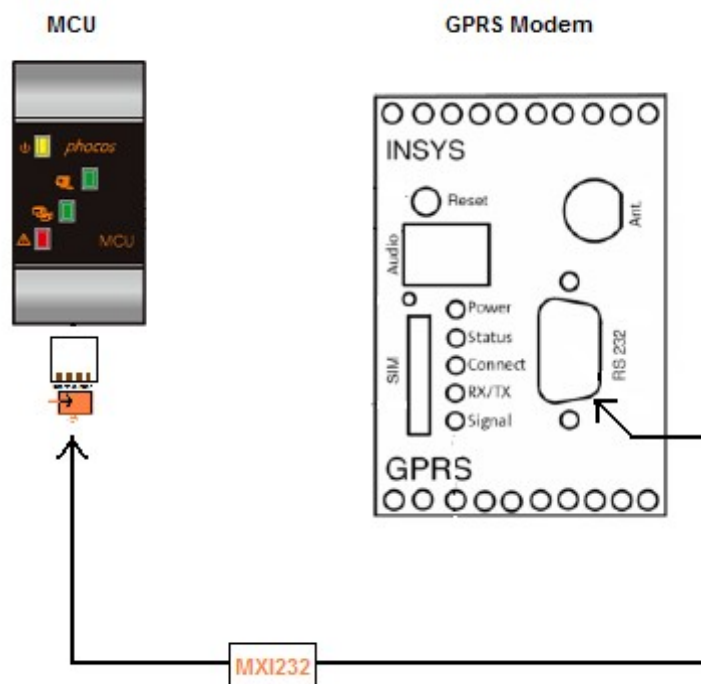 MCU
GPRS Modem
phocos
MCU
INSYS
Reset
Ant.
Audio
Power
Status
Connect
RX/TX
Signal
SIM
RS 232
GPRS
MXI232